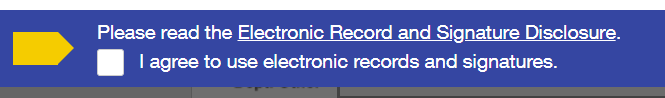 Please read the Electronic Record and Signature Disclosure.
I agree to use electronic records and signatures.